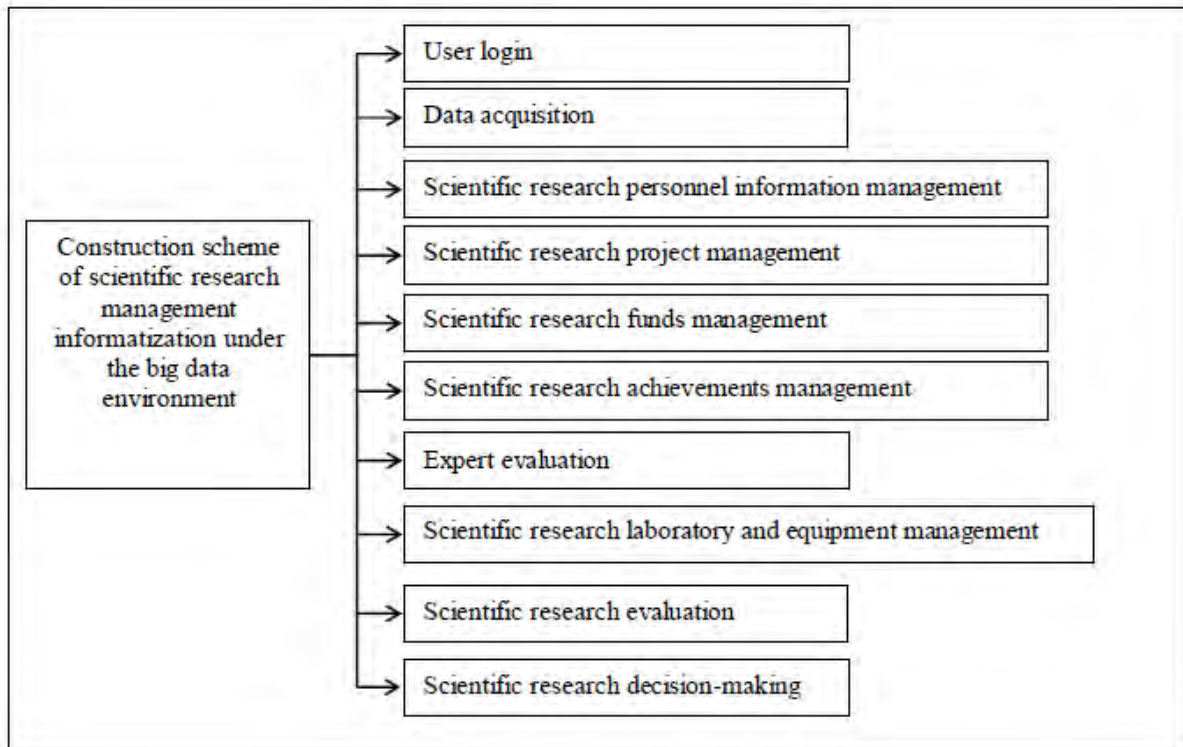 User login
Data acquisition
Scientific research personnel information management
Construction scheme
of scientific research
management
informatization under
the big data
environment
Scientific research project management
Scientific research funds management
Scientific research achievements management
Expert evaluation
Scientific research laboratory and equipment management
Scientific research evaluation
Scientific research decision-making